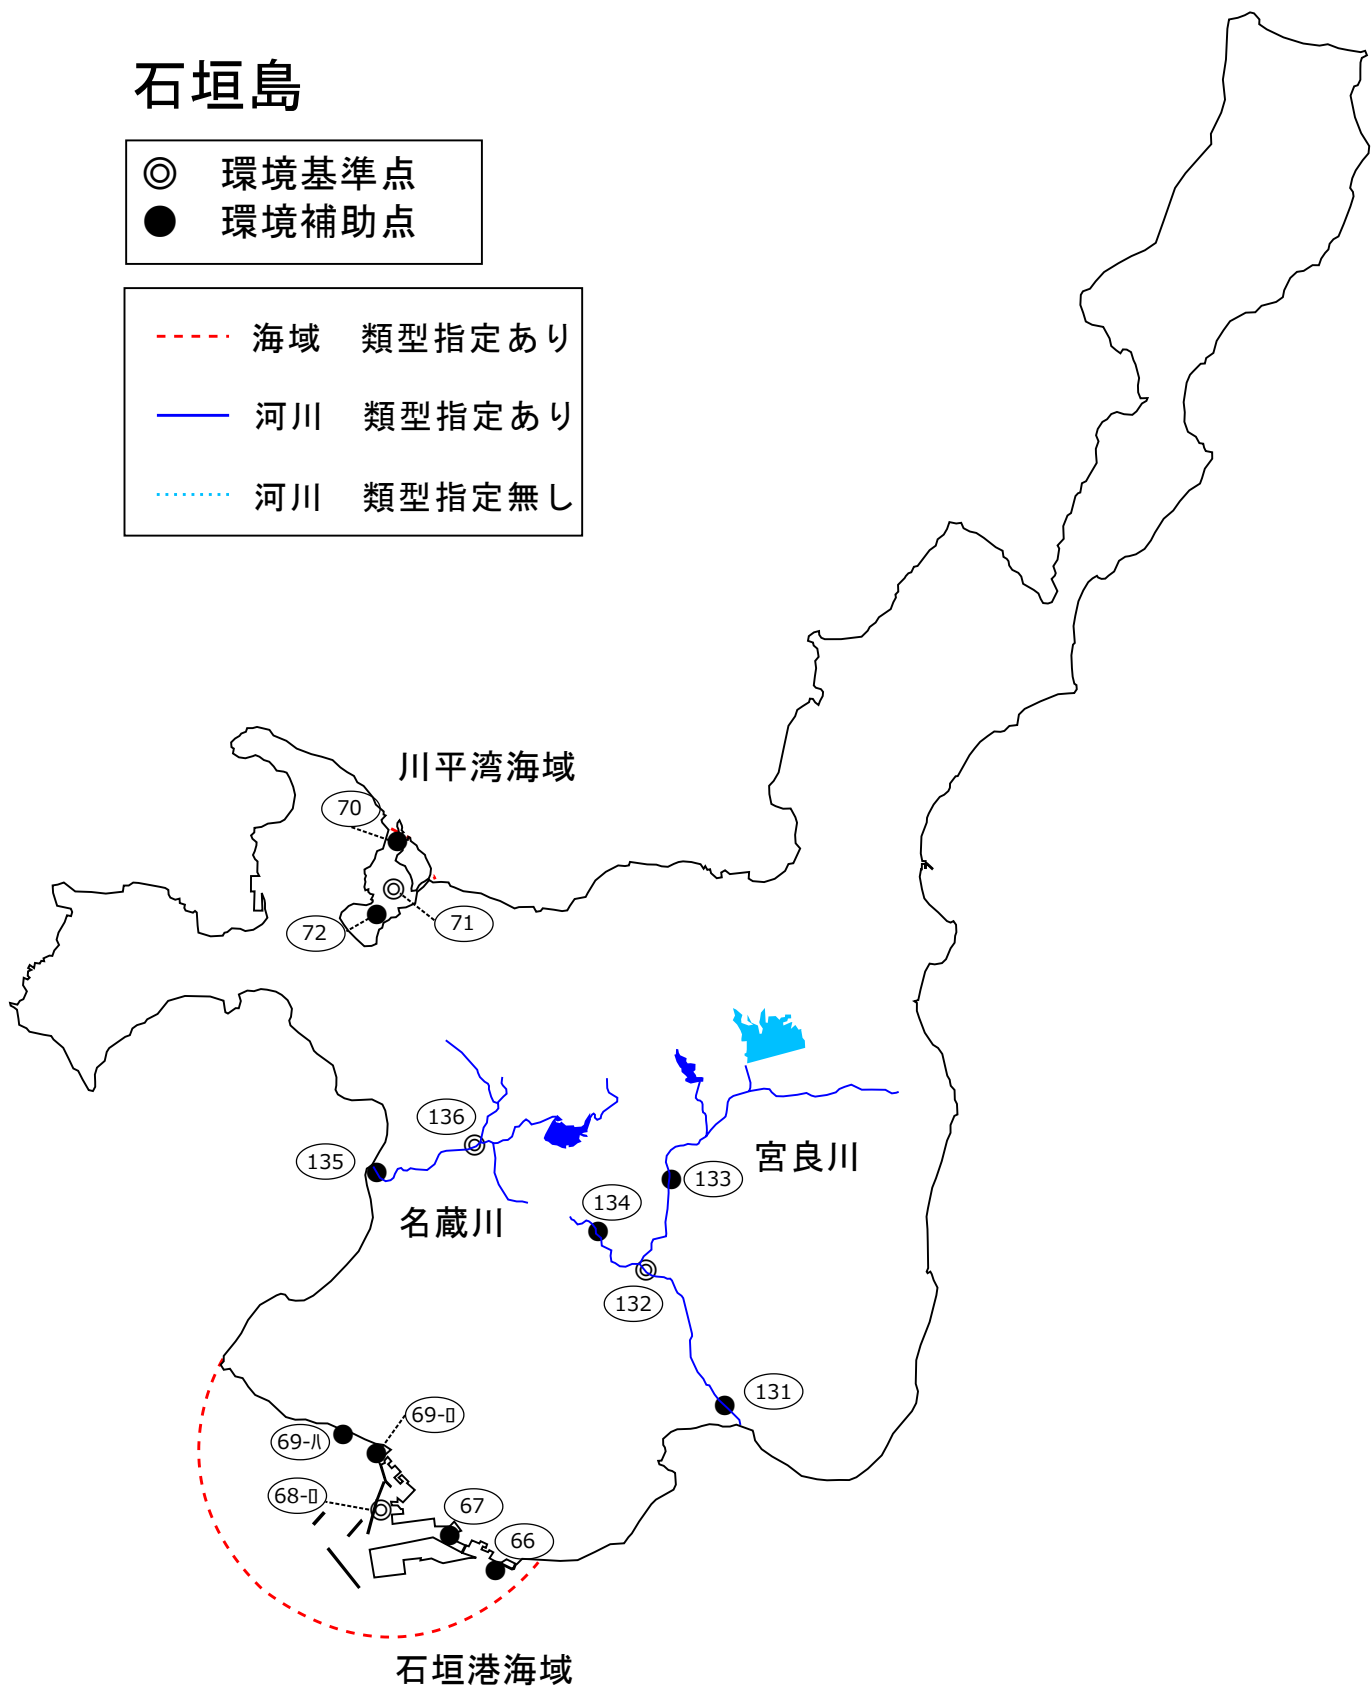 石垣島
◎ 環境基準点
● 環境補助点
海域 類型指定あり
河川 類型指定あり
河川 類型指定無し
川平湾海域
70
71
72
136
135
名蔵川
宮良川
133
134
132
131
69-ロ
69-ハ
68-ロ
67
66
石垣港海域